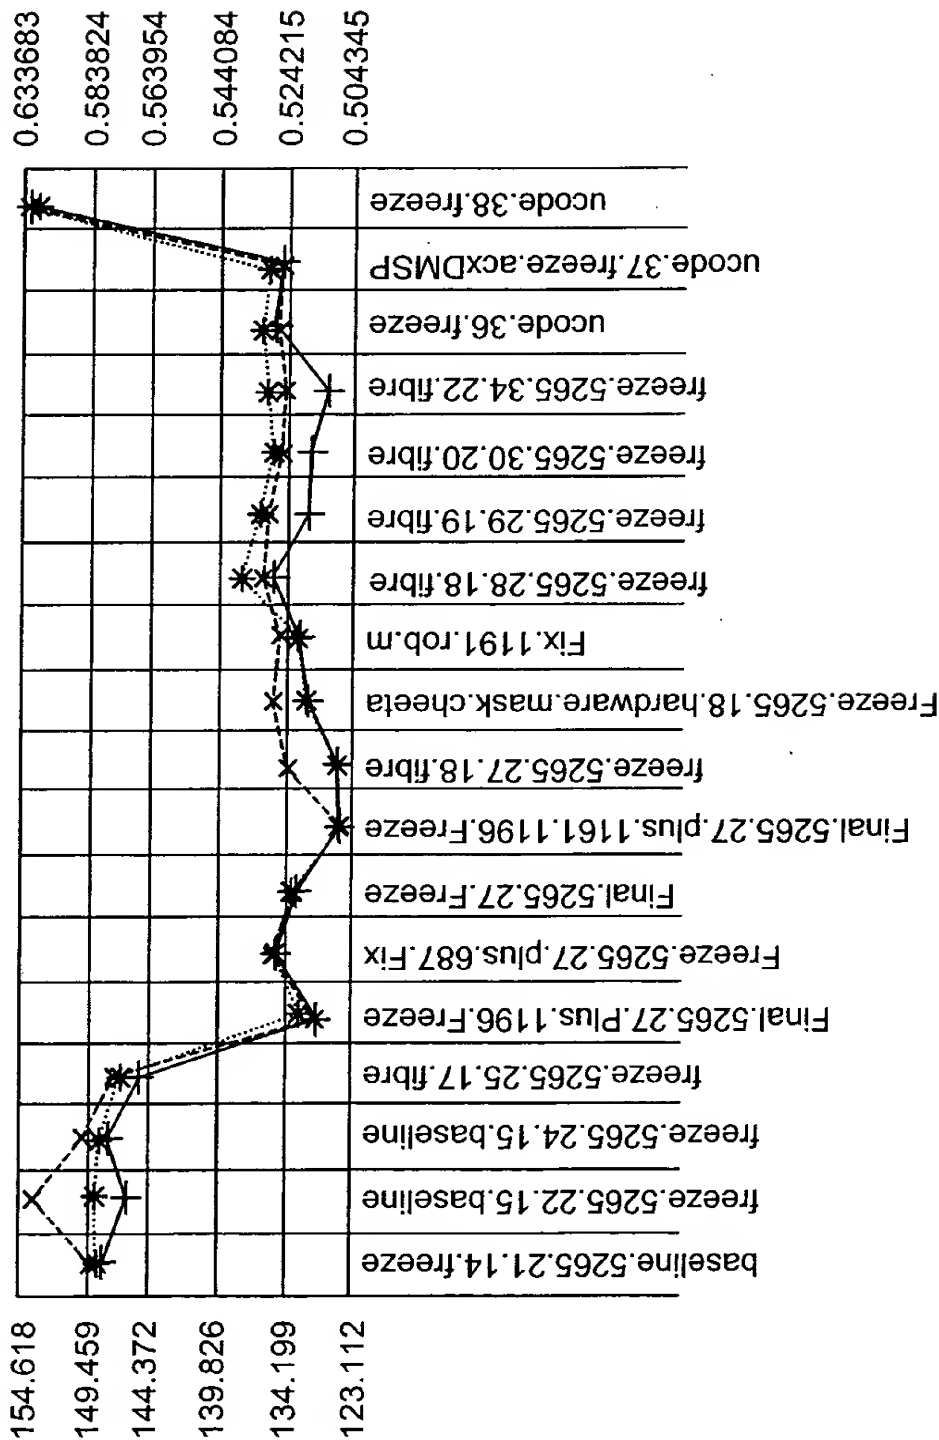 0.633683
0.583824
0.563954
0.544084
0.524215
0.504345
ucode.38.freeze
ucode.37.freeze.acxDMSP
ucode.36.freeze
freeze.5265.34.22.fibre
freeze.5265.30.20.fibre
freeze.5265.29.19.fibre
freeze.5265.28.18.fibre
Fix.1191.rob.m
Freeze.5265.18.hardware.mask.cheeta
freeze.5265.27.18.fibre
Final.5265.27.plus.1161.1196.Freeze
Final.5265.27.Freeze
Freeze.5265.27.plus.687.Fix
Final.5265.27.Plus.1196.Freeze
freeze.5265.25.17.fibre
freeze.5265.24.15.baseline
freeze.5265.22.15.baseline
baseline.5265.21.14.freeze
154.618
149.459
144.372
139.826
134.199
123.112